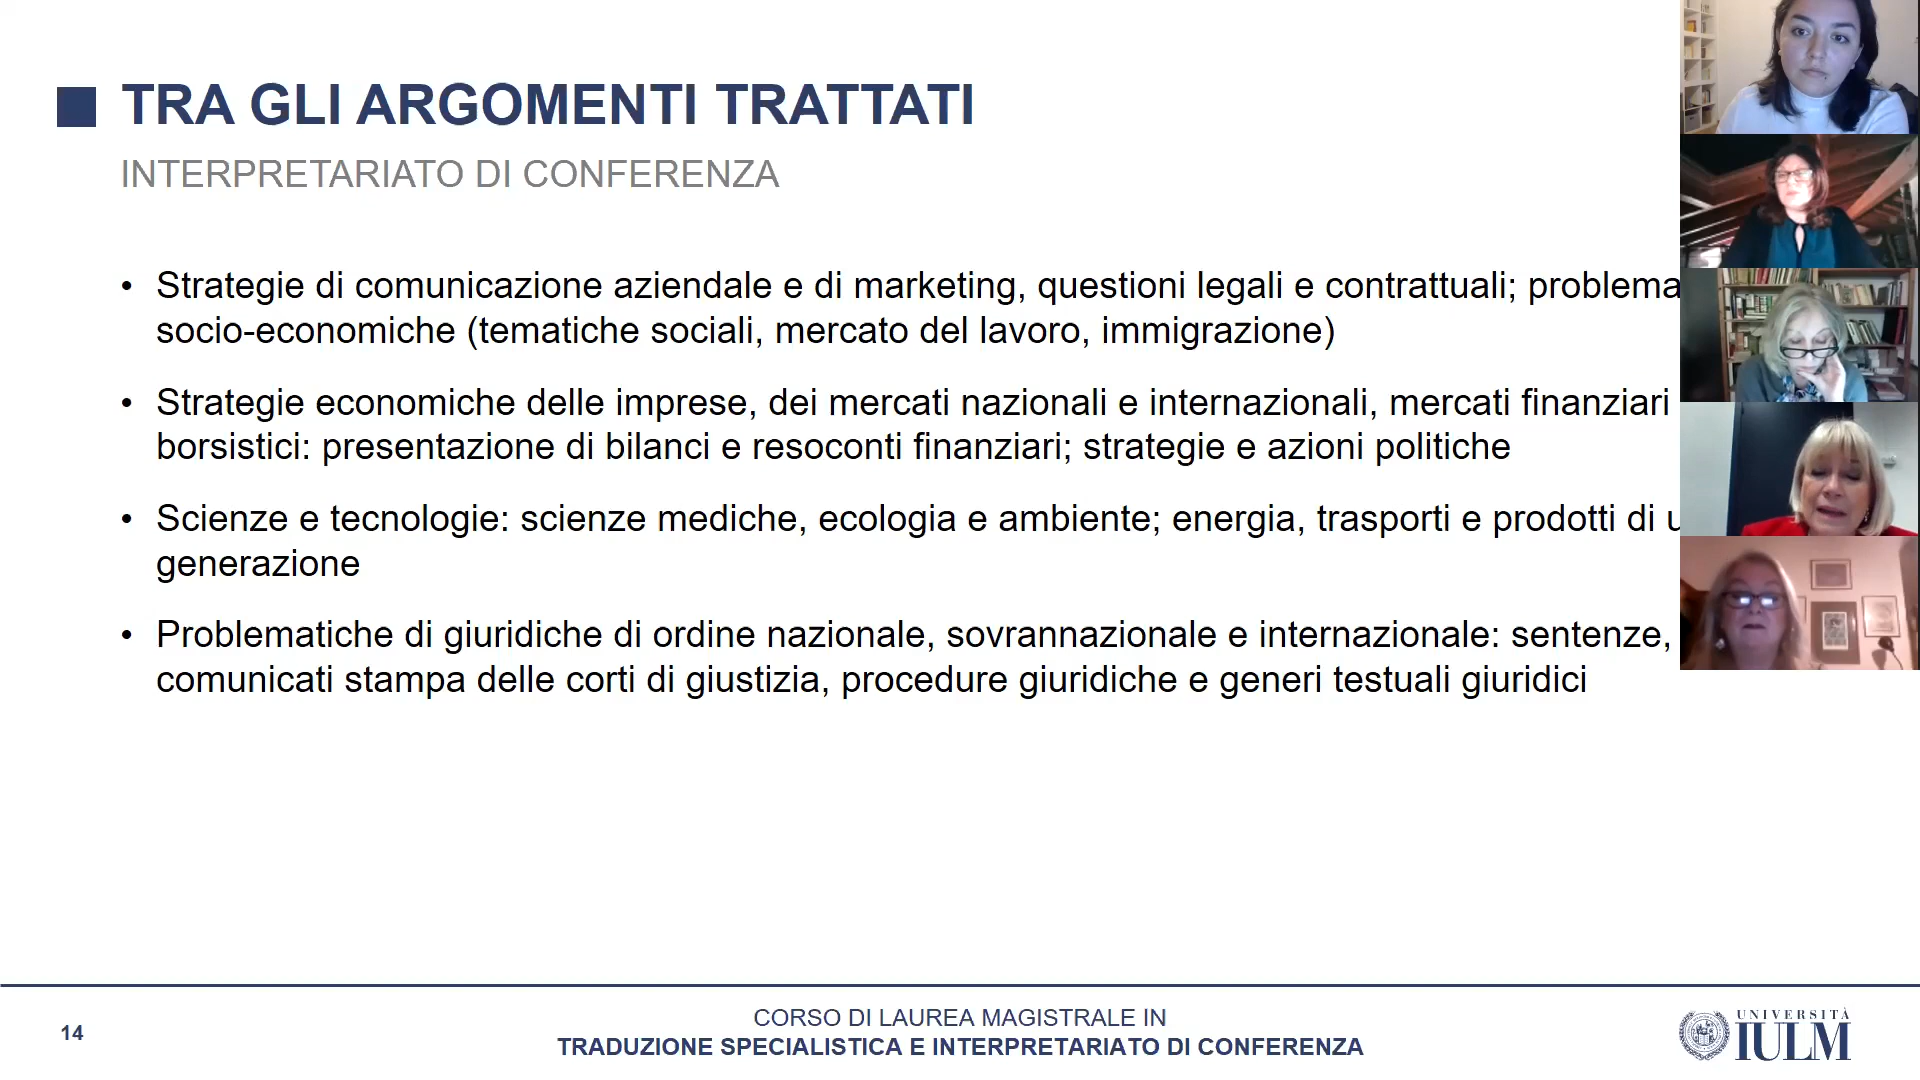 TRA GLI ARGOMENTI TRATTATI
INTERPRETARIATO DI CONFERENZA
• Strategie di comunicazione aziendale e di marketing, questioni legali e contrattuali; problema
socio-economiche (tematiche sociali, mercato del lavoro, immigrazione)
• Strategie economiche delle imprese, dei mercati nazionali e internazionali, mercati finanziari
borsistici: presentazione di bilanci e resoconti finanziari; strategie e azioni politiche
• Scienze e tecnologie: scienze mediche, ecologia e ambiente; energia, trasporti e prodotti di
generazione
• Problematiche di giuridiche di ordine nazionale, sovrannazionale e internazionale: sentenze,
comunicati stampa delle corti di giustizia, procedure giuridiche e generi testuali giuridici
14
CORSO DI LAUREA MAGISTRALE IN
TRADUZIONE SPECIALISTICA E INTERPRETARIATO DI CONFERENZA
UNIVERSITÀ
IULM